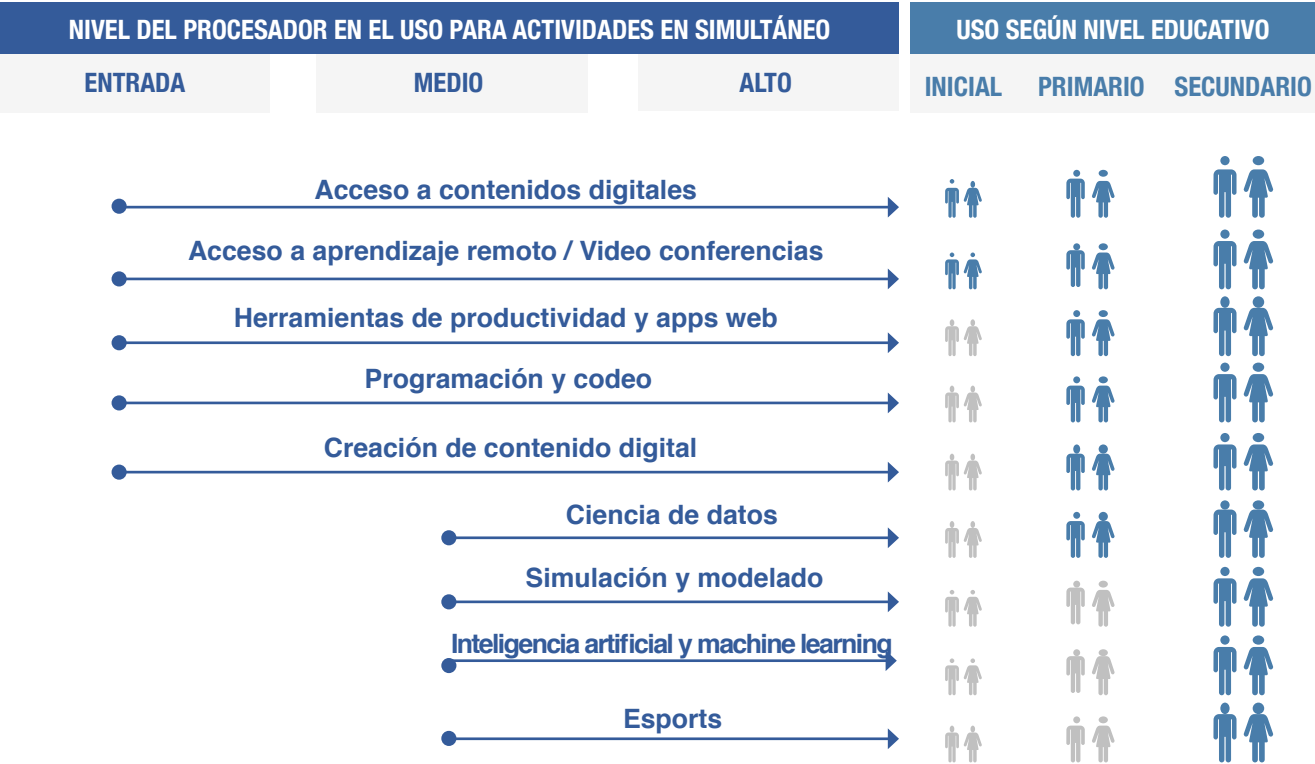 NIVEL DEL PROCESADOR EN EL USO PARA ACTIVIDADES EN SIMULTÁNEO
USO SEGÚN NIVEL EDUCATIVO
ENTRADA
MEDIO
ALTO
INICIAL
PRIMARIO
SECUNDARIO
Acceso a contenidos digitales
Acceso a aprendizaje remoto / Video conferencias
Herramientas de productividad y apps web
Programación y codeo
Creación de contenido digital
Ciencia de datos
Simulación y modelado
Inteligencia artificial y machine learning
Esports